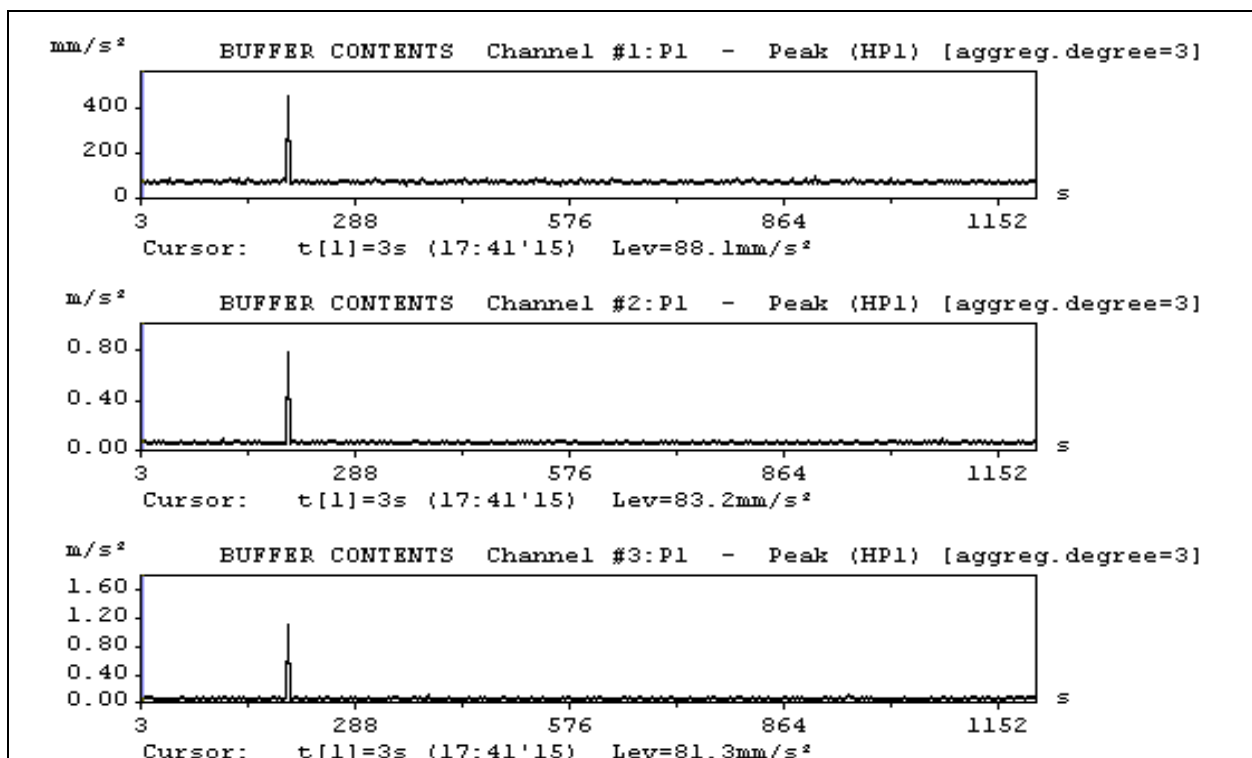 mm/s² BUFFER CONTENTS Channel #1:P1 - Peak (HP1) [aggreg.degree=3]
400
200
0
s
3 288 576 864 1152
Cursor: t[1]=3s (17:41'15) Lev=88.1mm/s²
m/s² BUFFER CONTENTS Channel #2:P1 - Peak (HP1) [aggreg.degree=3]
0.80
0.40
0.00
s
3 288 576 864 1152
Cursor: t[1]=3s (17:41'15) Lev=83.2mm/s²
m/s² BUFFER CONTENTS Channel #3:P1 - Peak (HP1) [aggreg.degree=3]
1.60
1.20
0.80
0.40
0.00
s
3 288 576 864 1152
Cursor: t[1]=3s (17:41'15) Lev=81.3mm/s²